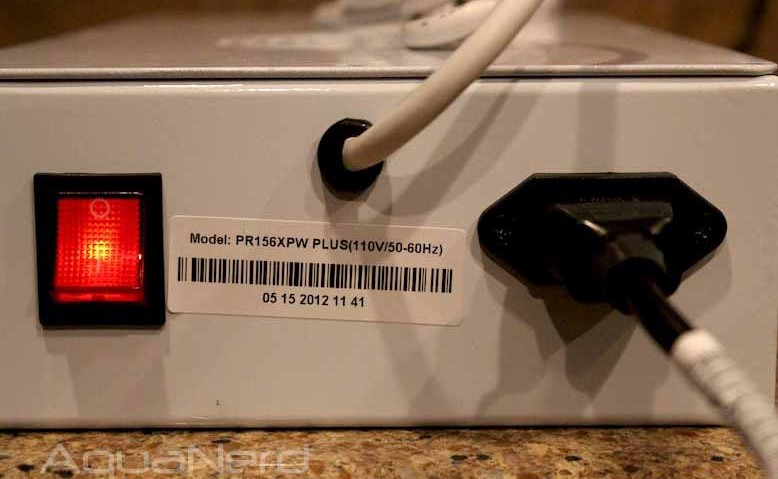 Model: PR156XPW PLUS(110V/50-60Hz)
05 15 2012 11 41
AquaNerd